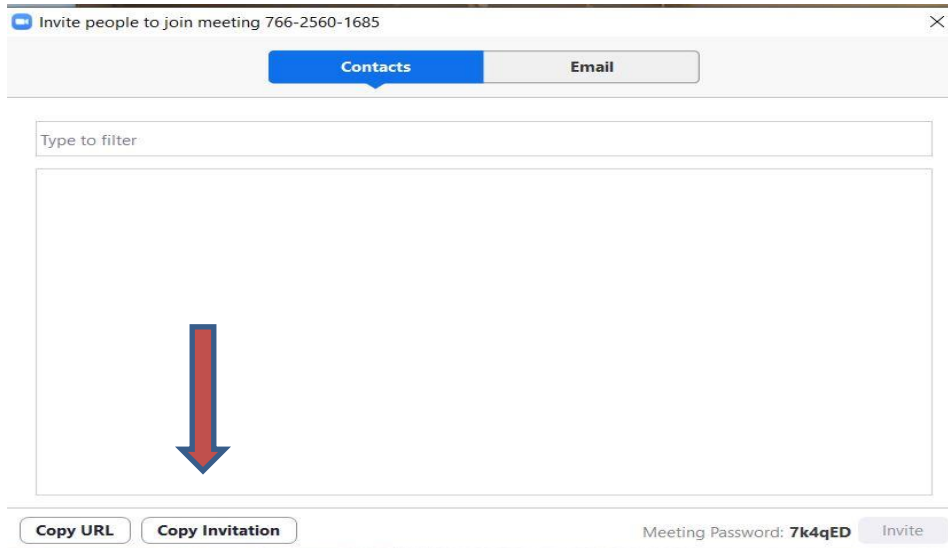 Invite people to join meeting 766-2560-1685
Contacts Email
Type to filter
Copy URL Copy Invitation Meeting Password: 7k4qED Invite